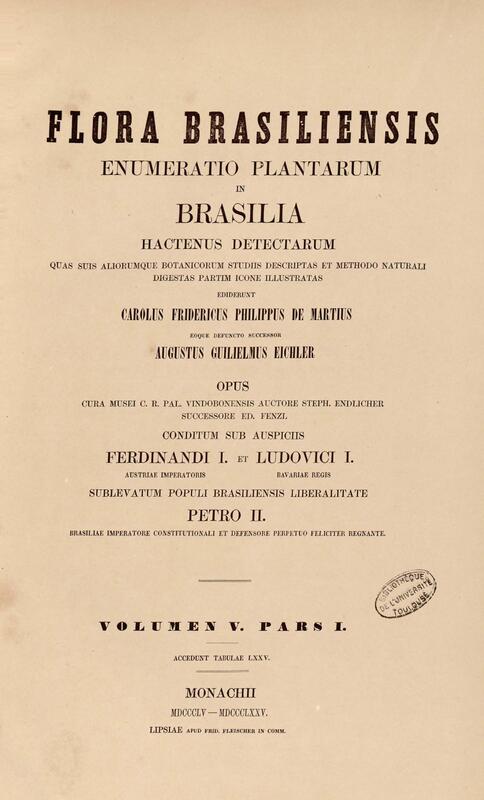 FLORA BRASILIENSIS
ENUMERATIO PLANTARUM
IN
BRASILIA
HACTENUS DETECTARUM
QUAS SUIS ALIORUMQUE BOTANICORUM STUDIIS DESCRIPTAS ET METHODO NATURALI
DIGESTAS PARTIM ICONE ILLUSTRATAS
EDIDERUNT
CAROLUS FRIDERICUS PHILIPPUS DE MARTIUS
EOQUE DEFUNCTO SUCCESSOR
AUGUSTUS GUILIELMUS EICHLER
OPUS
CURA MUSEI C. R. PAL. VINDOBONENSIS AUCTORE STEPH. ENDLICHER
SUCCESSORE ED. FENZL
CONDITUM SUB AUSPICIIS
FERDINANDI I. ET LUDOVICI I.
AUSTRIAE IMPERATORIS BAVARIAE REGIS
SUBLEVATUM POPULI BRASILIENSIS LIBERALITATE
PETRO II.
BRASILIAE IMPERATORE CONSTITUTIONALI ET DEFENSORE PERPETUO FELICITER REGNANTE.
BIBLIOTHÈQUE
DE L'UNIVERSITÉ
TOULOUSE
VOLUMEN V. PARS I.
ACCEDUNT TABULAE LXXV.
MONACHII
MDCCCLV — MDCCCLXXV.
LIPSIAE APUD FRID. FLEISCHER IN COMM.